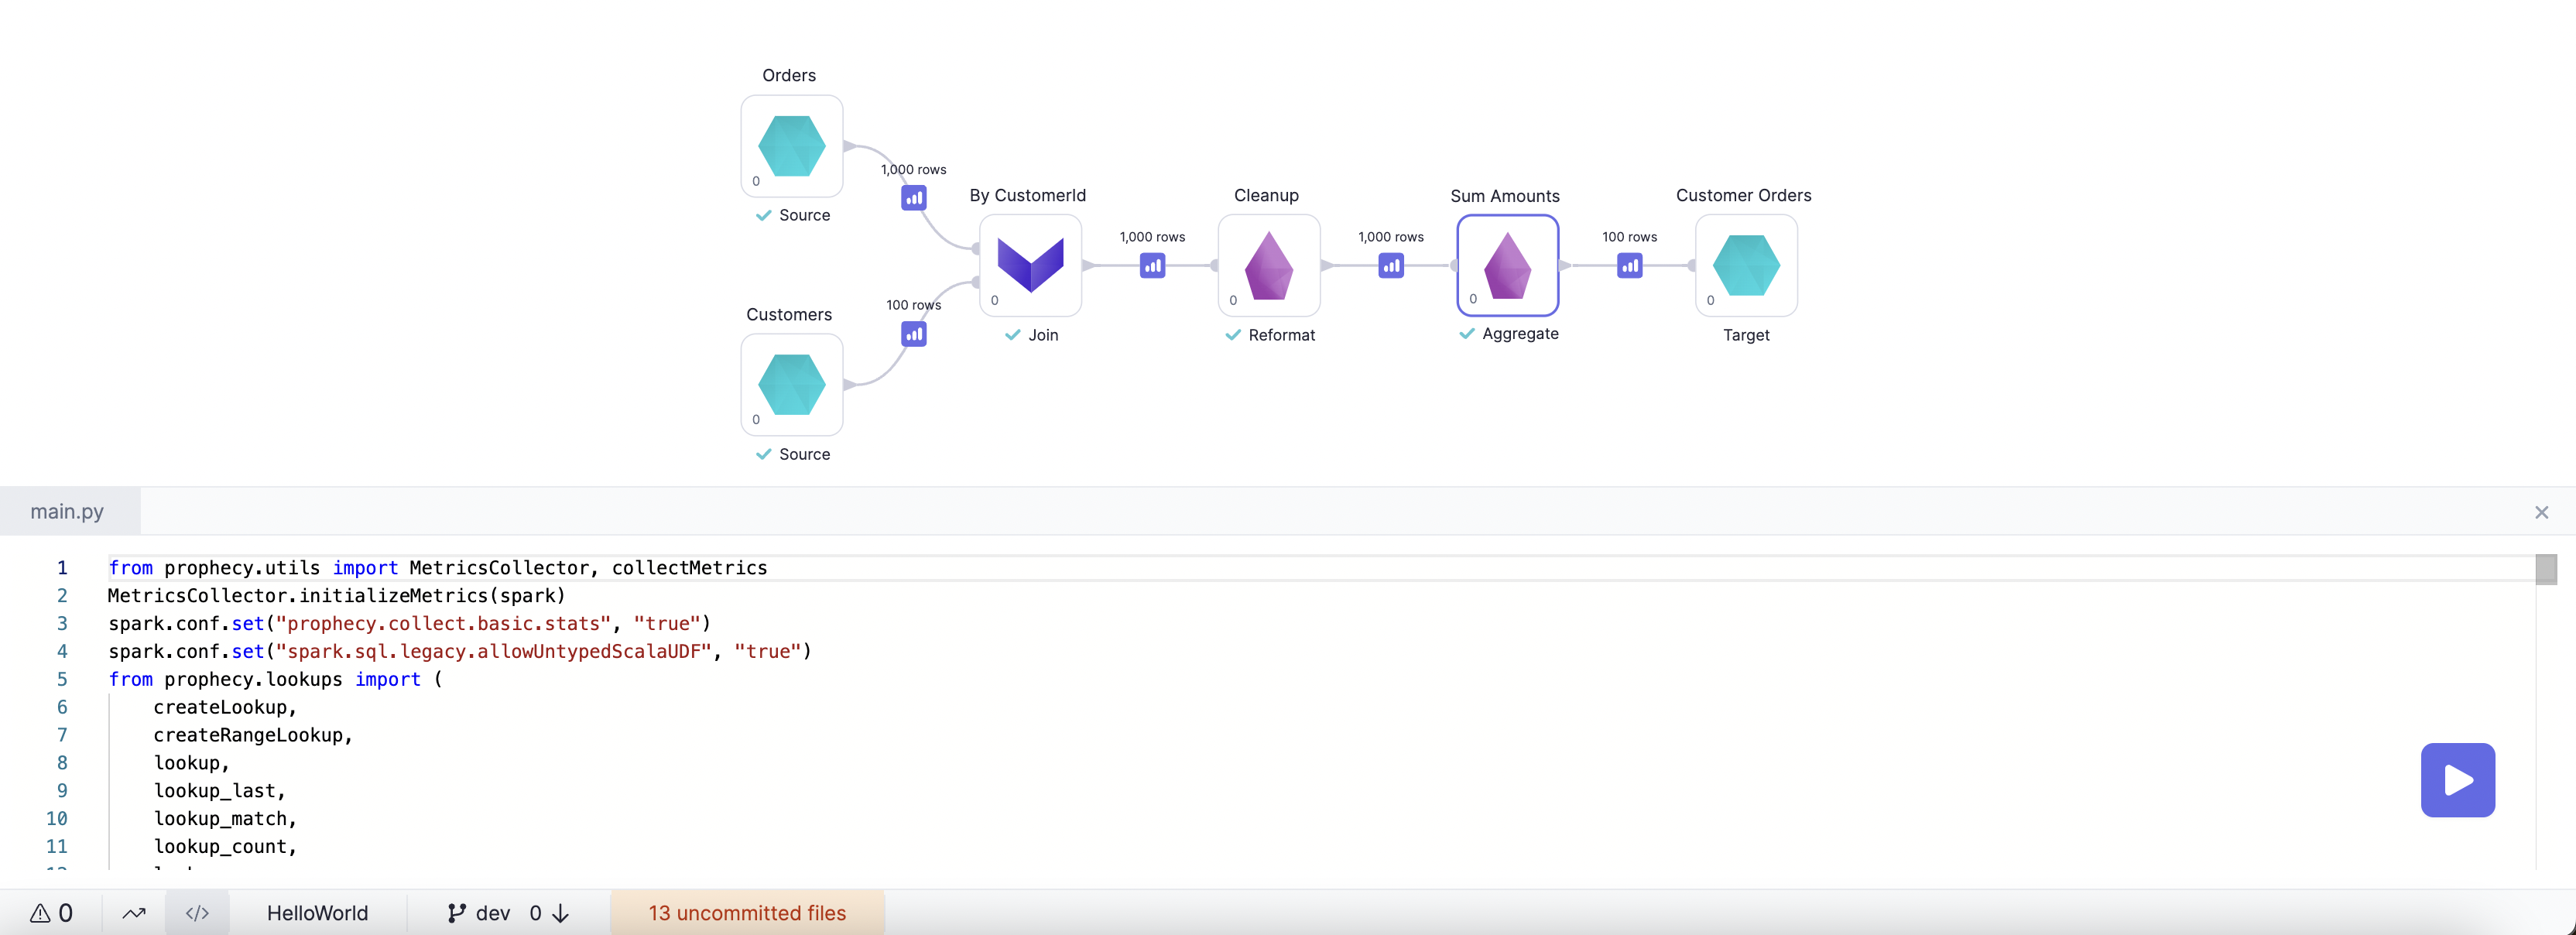 Orders
0
Source
1,000 rows
Customers
0
Source
100 rows
By CustomerId
0
Join
1,000 rows
Cleanup
0
Reformat
1,000 rows
Sum Amounts
0
Aggregate
100 rows
Customer Orders
0
Target
main.py
1 from prophecy.utils import MetricsCollector, collectMetrics
2 MetricsCollector.initializeMetrics(spark)
3 spark.conf.set("prophecy.collect.basic.stats", "true")
4 spark.conf.set("spark.sql.legacy.allowUntypedScalaUDF", "true")
5 from prophecy.lookups import (
6 createLookup,
7 createRangeLookup,
8 lookup,
9 lookup_last,
10 lookup_match,
11 lookup_count,
0 </> HelloWorld dev 0 13 uncommitted files